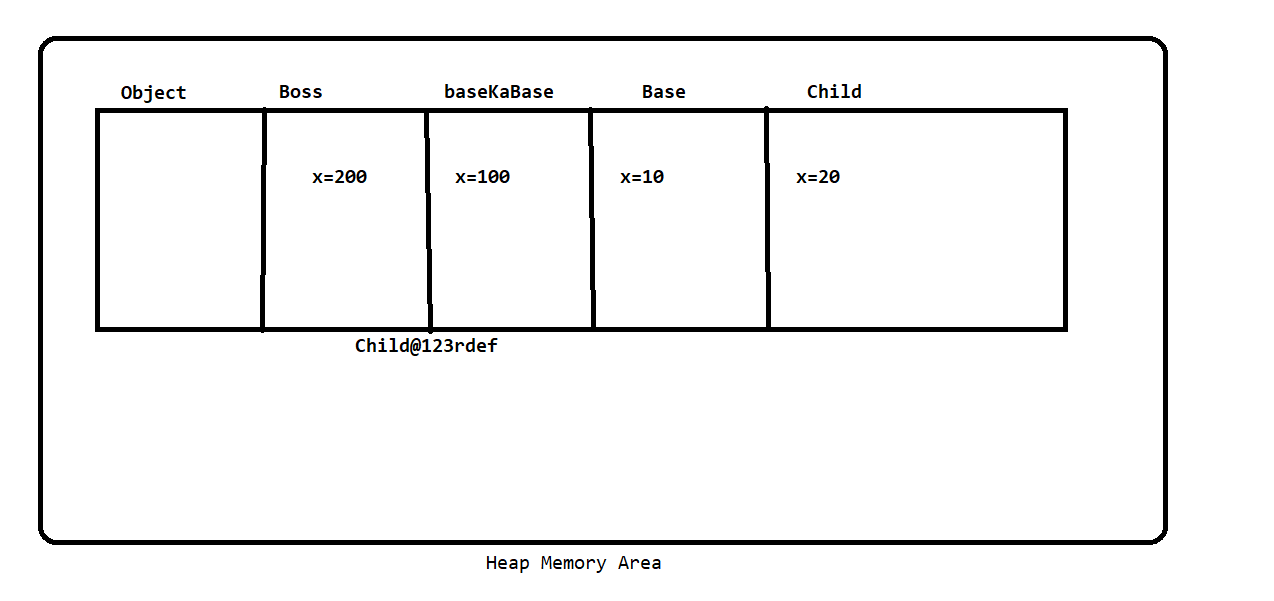 Object Boss baseKaBase Base Child
x=200 x=100 x=10 x=20
Child@123rdef
Heap Memory Area